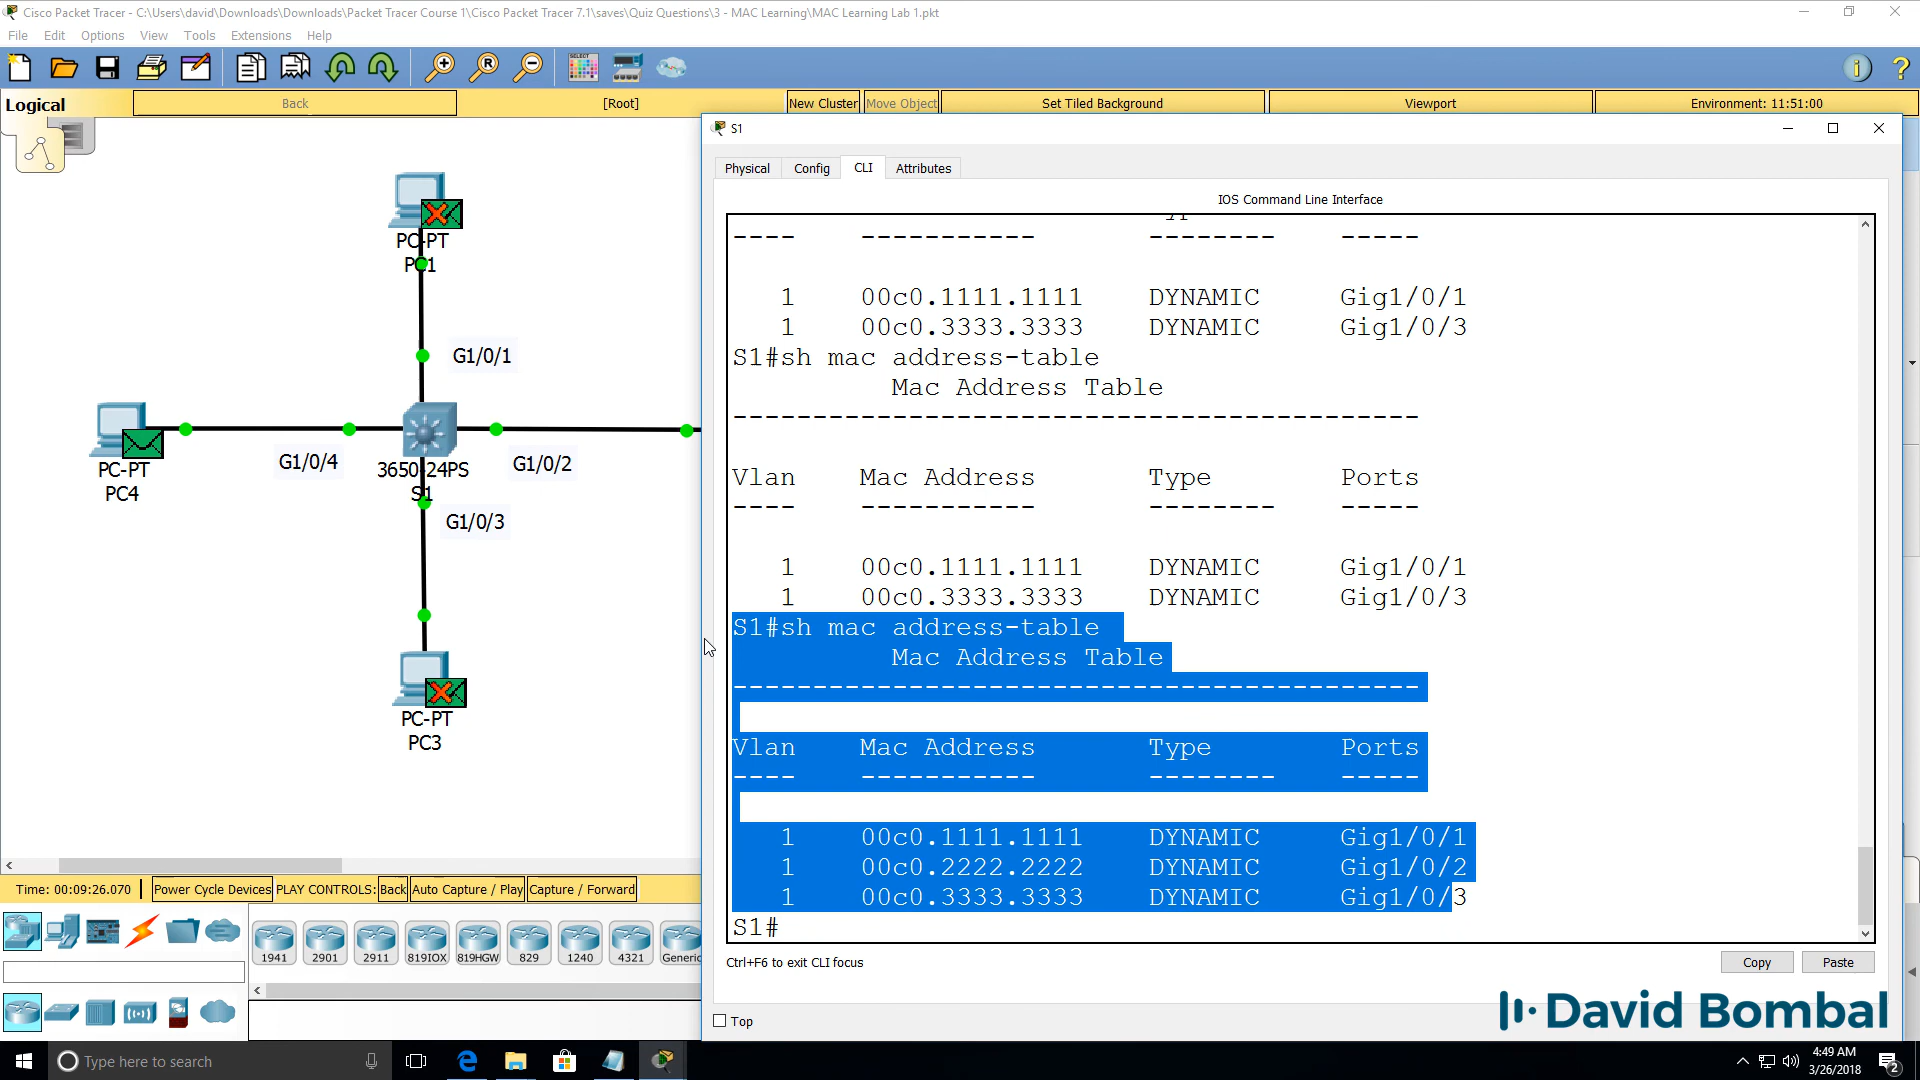 Cisco Packet Tracer - C:\Users\david\Downloads\Downloads\Packet Tracer Course 1\Cisco Packet Tracer 7.1\saves\Quiz Questions\3 - MAC Learning\MAC Learning Lab 1.pkt
File Edit Options View Tools Extensions Help
Logical Back [Root] New Cluster Move Object Set Tiled Background Viewport Environment: 11:51:00
S1
Physical Config CLI Attributes
IOS Command Line Interface
---- ----------- -------- -----
1 00c0.1111.1111 DYNAMIC Gig1/0/1
1 00c0.3333.3333 DYNAMIC Gig1/0/3
S1#sh mac address-table
Mac Address Table
-------------------------------------------
Vlan Mac Address Type Ports
---- ----------- -------- -----
1 00c0.1111.1111 DYNAMIC Gig1/0/1
1 00c0.3333.3333 DYNAMIC Gig1/0/3
S1#sh mac address-table
Mac Address Table
-------------------------------------------
Vlan Mac Address Type Ports
---- ----------- -------- -----
1 00c0.1111.1111 DYNAMIC Gig1/0/1
1 00c0.2222.2222 DYNAMIC Gig1/0/2
1 00c0.3333.3333 DYNAMIC Gig1/0/3
S1#
Ctrl+F6 to exit CLI focus
Copy Paste
Top
PC-PT
PC1
G1/0/1
PC-PT
PC4
G1/0/4
3650-24PS
S1
G1/0/2
G1/0/3
PC-PT
PC3
Time: 00:09:26.070 Power Cycle Devices PLAY CONTROLS: Back Auto Capture / Play Capture / Forward
1941 2901 2911 819IOX 819HGW 829 1240 4321 Generic
David Bombal
Type here to search
4:49 AM
3/26/2018
2